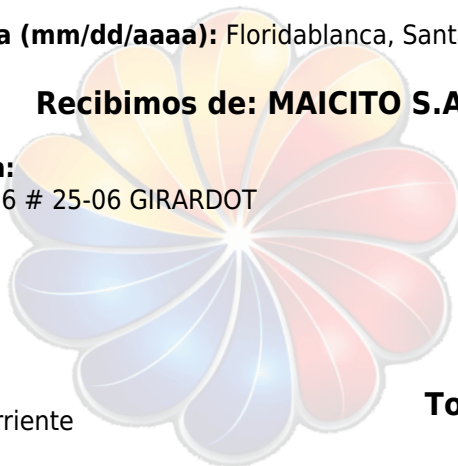 a (mm/dd/aaaa): Floridablanca, Sant
Recibimos de: MAICITO S.A
:
6 # 25-06 GIRARDOT
To
rriente